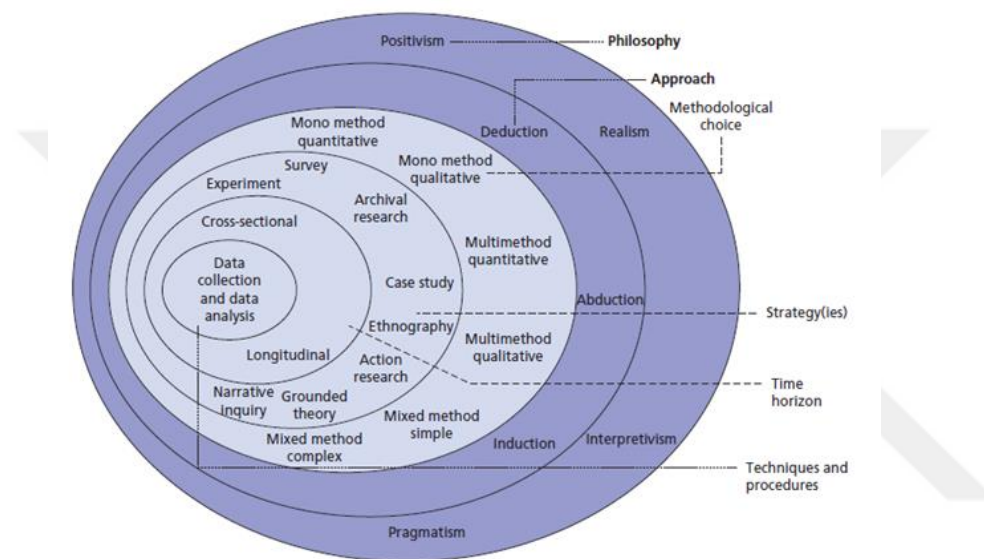 Positivism
Philosophy
Approach
Methodological
choice
Mono method
quantitative
Deduction
Realism
Mono method
qualitative
Survey
Experiment
Archival
research
Cross-sectional
Multimethod
quantitative
Data
collection
and data
analysis
Case study
Abduction
Strategy(ies)
Ethnography
Multimethod
qualitative
Longitudinal
Action
research
Time
horizon
Narrative
inquiry
Grounded
theory
Mixed method
simple
Mixed method
complex
Induction
Interpretivism
Techniques and
procedures
Pragmatism